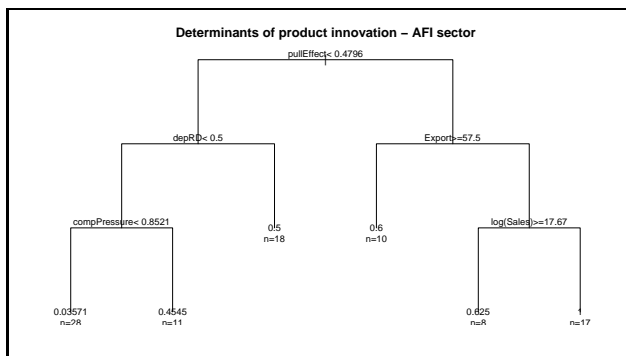 Determinants of product innovation – AFI sector
pullEffect< 0.4796
depRD< 0.5
Export>=57.5
compPressure< 0.8521
0.5
n=18
0.6
n=10
log(Sales)>=17.67
0.03571
n=28
0.4545
n=11
0.625
n=8
1
n=17